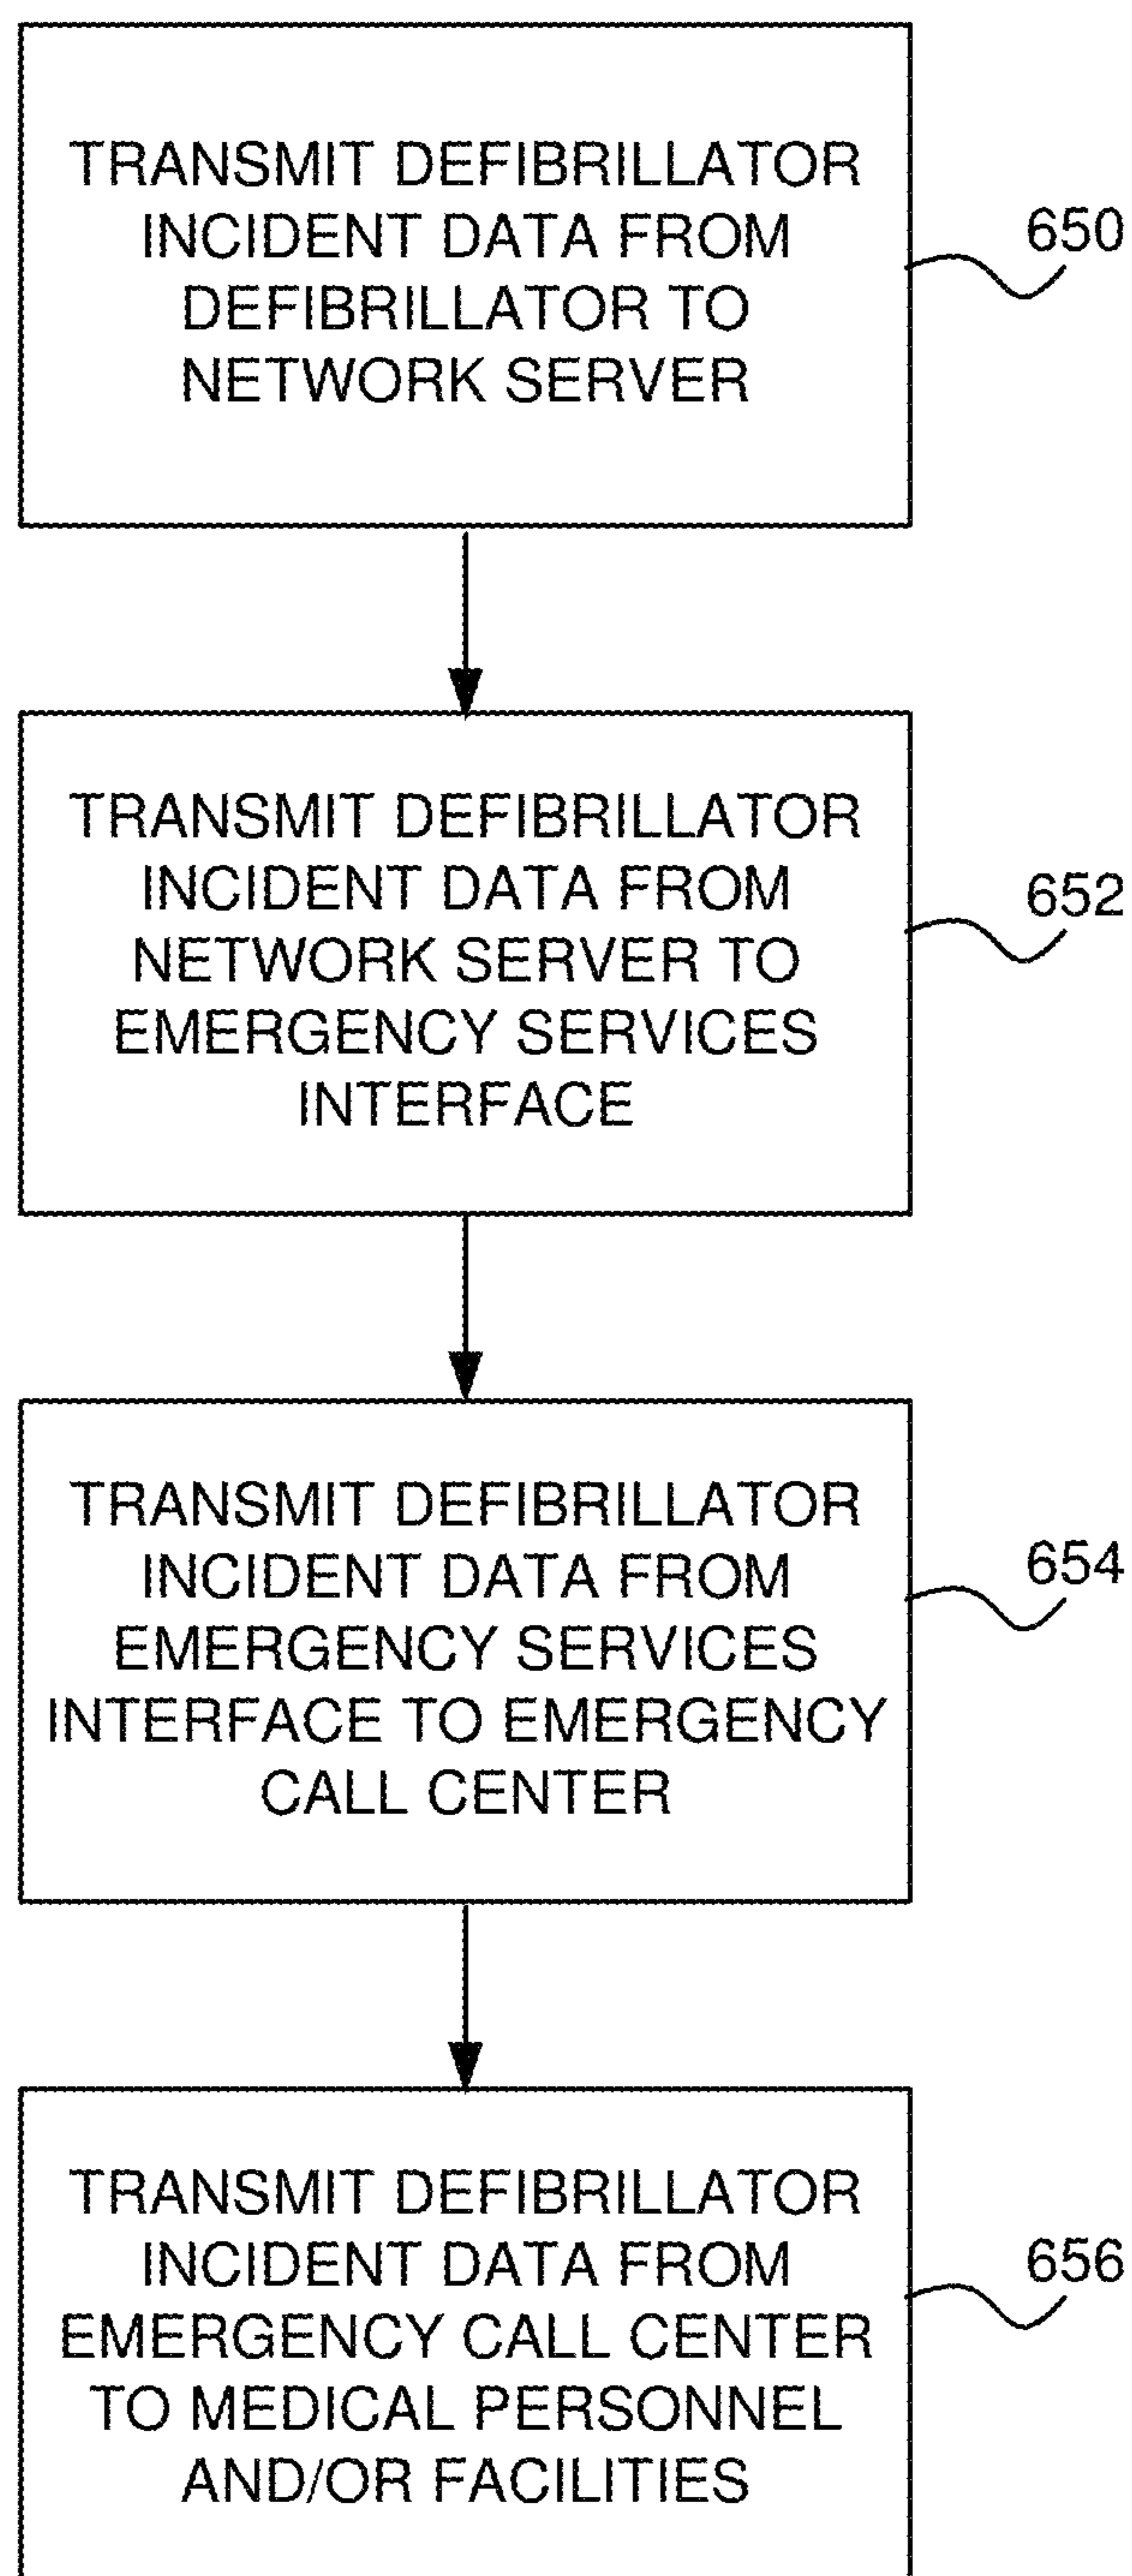 TRANSMIT DEFIBRILLATOR
INCIDENT DATA FROM
DEFIBRILLATOR TO
NETWORK SERVER
650
TRANSMIT DEFIBRILLATOR
INCIDENT DATA FROM
NETWORK SERVER TO
EMERGENCY SERVICES
INTERFACE
652
TRANSMIT DEFIBRILLATOR
INCIDENT DATA FROM
EMERGENCY SERVICES
INTERFACE TO EMERGENCY
CALL CENTER
654
TRANSMIT DEFIBRILLATOR
INCIDENT DATA FROM
EMERGENCY CALL CENTER
TO MEDICAL PERSONNEL
AND/OR FACILITIES
656